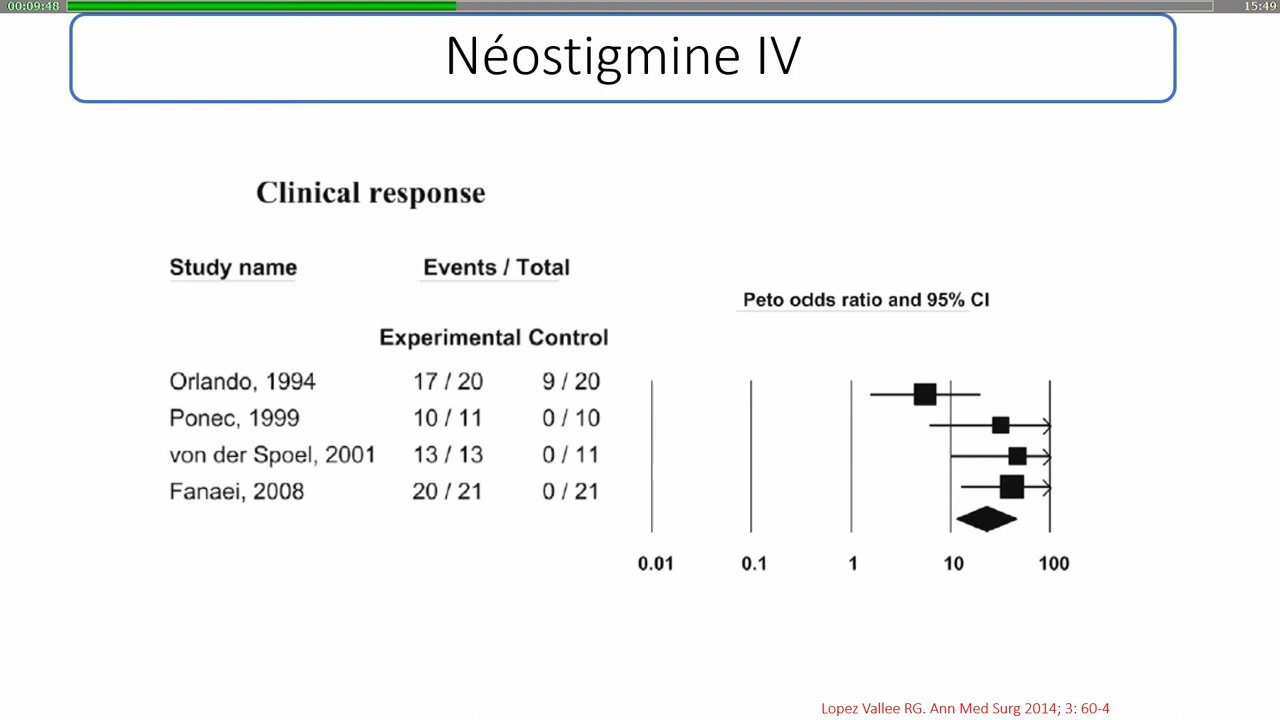 00:09:48 15:49
Néostigmine IV
Clinical response
Study name Events / Total
Peto odds ratio and 95% CI
Experimental Control
Orlando, 1994 17 / 20 9 / 20
Ponec, 1999 10 / 11 0 / 10
von der Spoel, 2001 13 / 13 0 / 11
Fanaei, 2008 20 / 21 0 / 21
0.01 0.1 1 10 100
Lopez Vallee RG. Ann Med Surg 2014; 3: 60-4